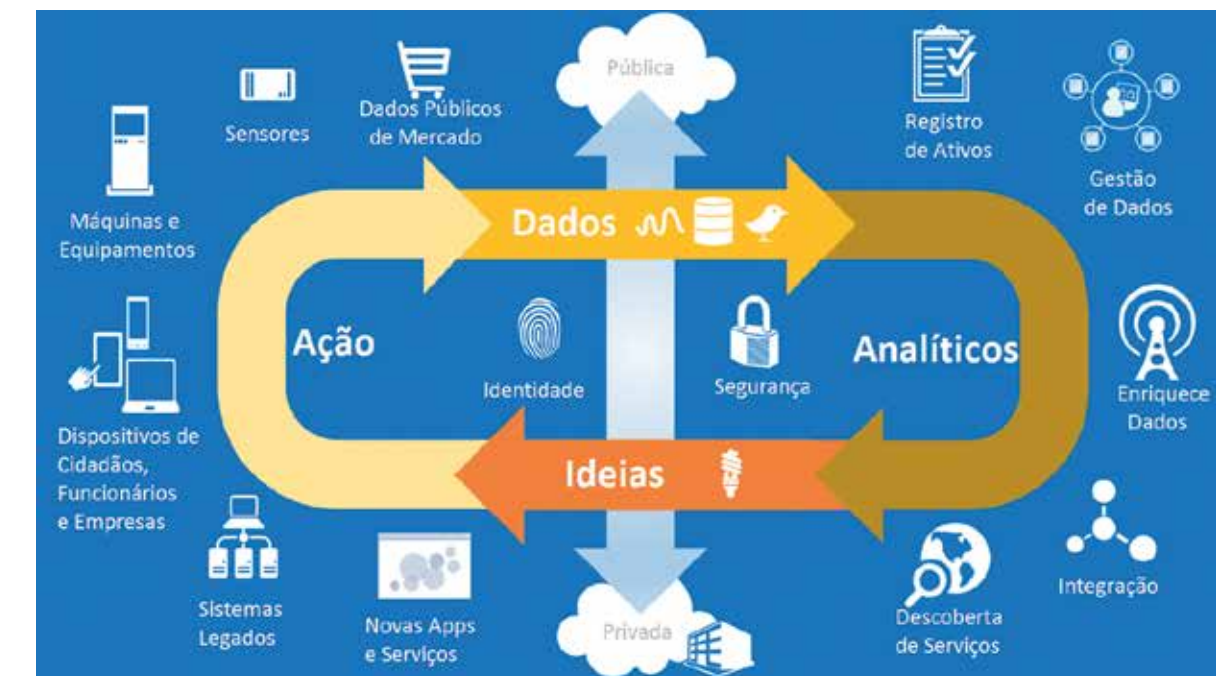 Pública
Sensores
Dados Públicos
de Mercado
Registro
de Ativos
Gestão
de Dados
Máquinas e
Equipamentos
Dados
Ação
Identidade
Segurança
Analíticos
Enriquece
Dados
Dispositivos de
Cidadãos,
Funcionários
e Empresas
Ideias
Sistemas
Legados
Novas Apps
e Serviços
Privada
Descoberta
de Serviços
Integração